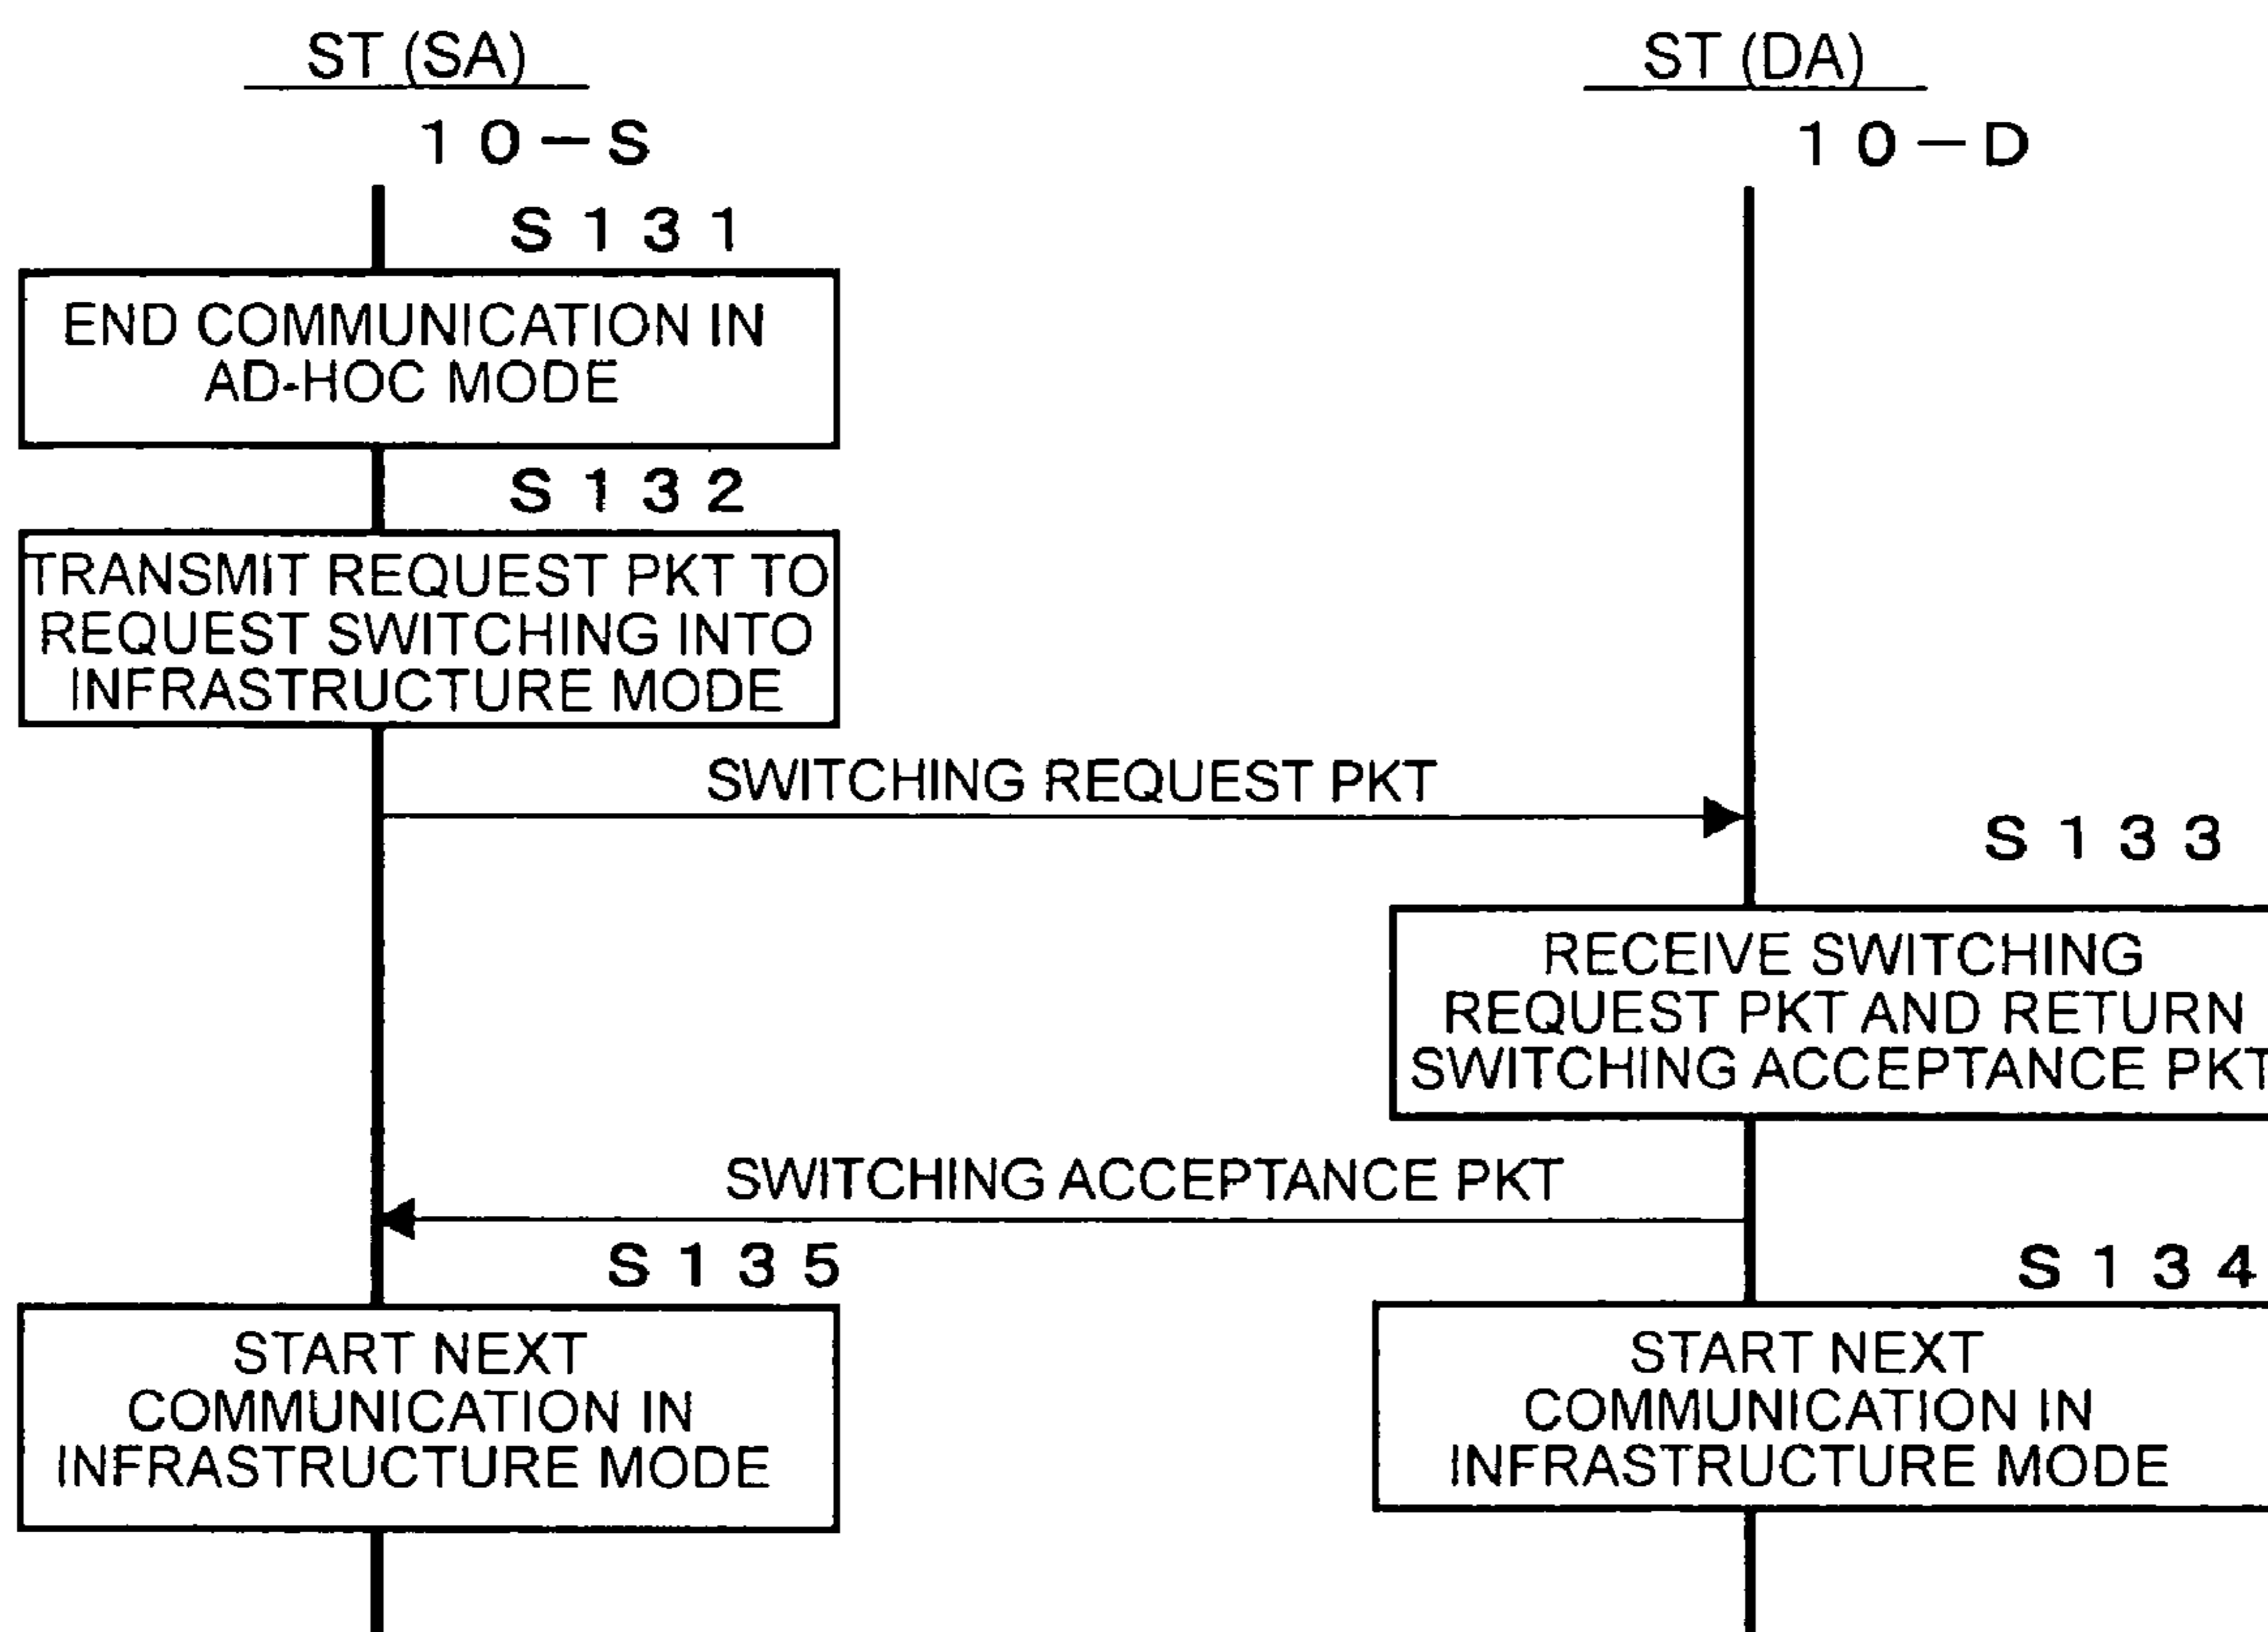 ST (SA)
10-S
ST (DA)
10-D
S131
END COMMUNICATION IN
AD-HOC MODE
S132
TRANSMIT REQUEST PKT TO
REQUEST SWITCHING INTO
INFRASTRUCTURE MODE
SWITCHING REQUEST PKT
S133
RECEIVE SWITCHING
REQUEST PKT AND RETURN
SWITCHING ACCEPTANCE PKT
SWITCHING ACCEPTANCE PKT
S135
START NEXT
COMMUNICATION IN
INFRASTRUCTURE MODE
S134
START NEXT
COMMUNICATION IN
INFRASTRUCTURE MODE